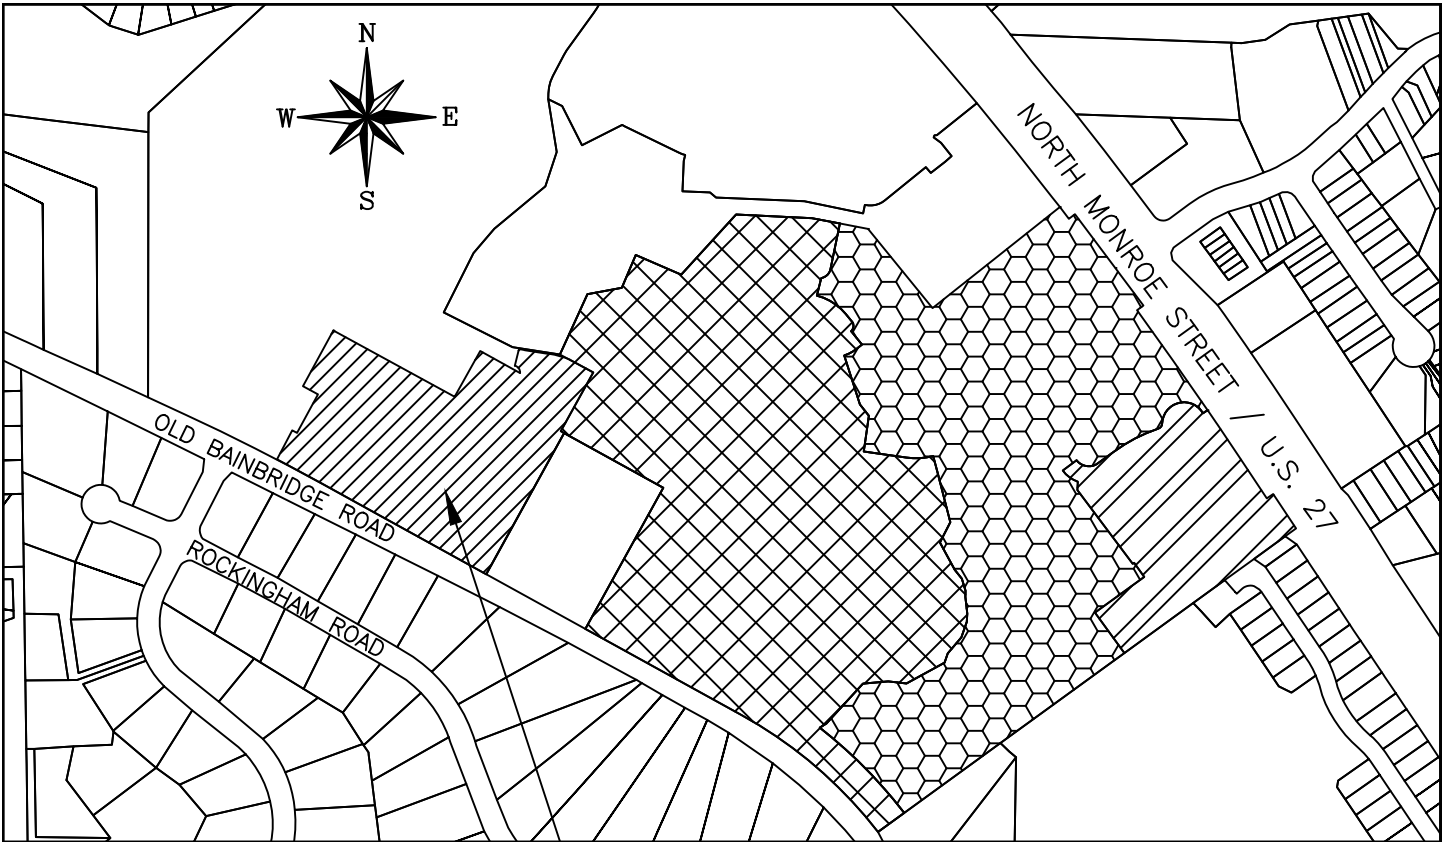 N
W E
S
NORTH MONROE STREET / U.S. 27
OLD BAINBRIDGE ROAD
ROCKINGHAM ROAD